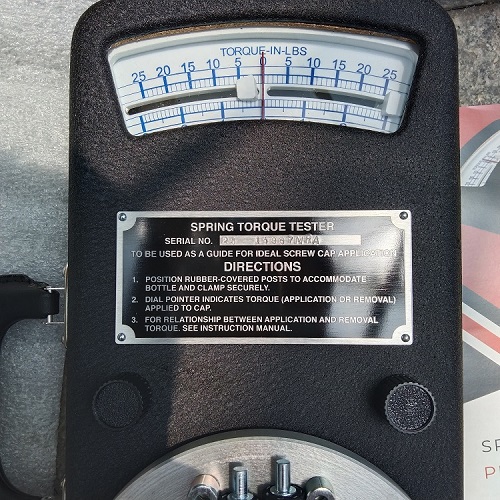 TORQUE-IN-LBS
25 20 15 10 5 0 5 10 15 20 25
SPRING TORQUE TESTER
SERIAL NO.
TO BE USED AS A GUIDE FOR IDEAL SCREW CAP APPLICATION
DIRECTIONS
1. POSITION RUBBER-COVERED POSTS TO ACCOMMODATE
BOTTLE AND CLAMP SECURELY.
2. DIAL POINTER INDICATES TORQUE (APPLICATION OR REMOVAL)
APPLIED TO CAP.
3. FOR RELATIONSHIP BETWEEN APPLICATION AND REMOVAL
TORQUE. SEE INSTRUCTION MANUAL.